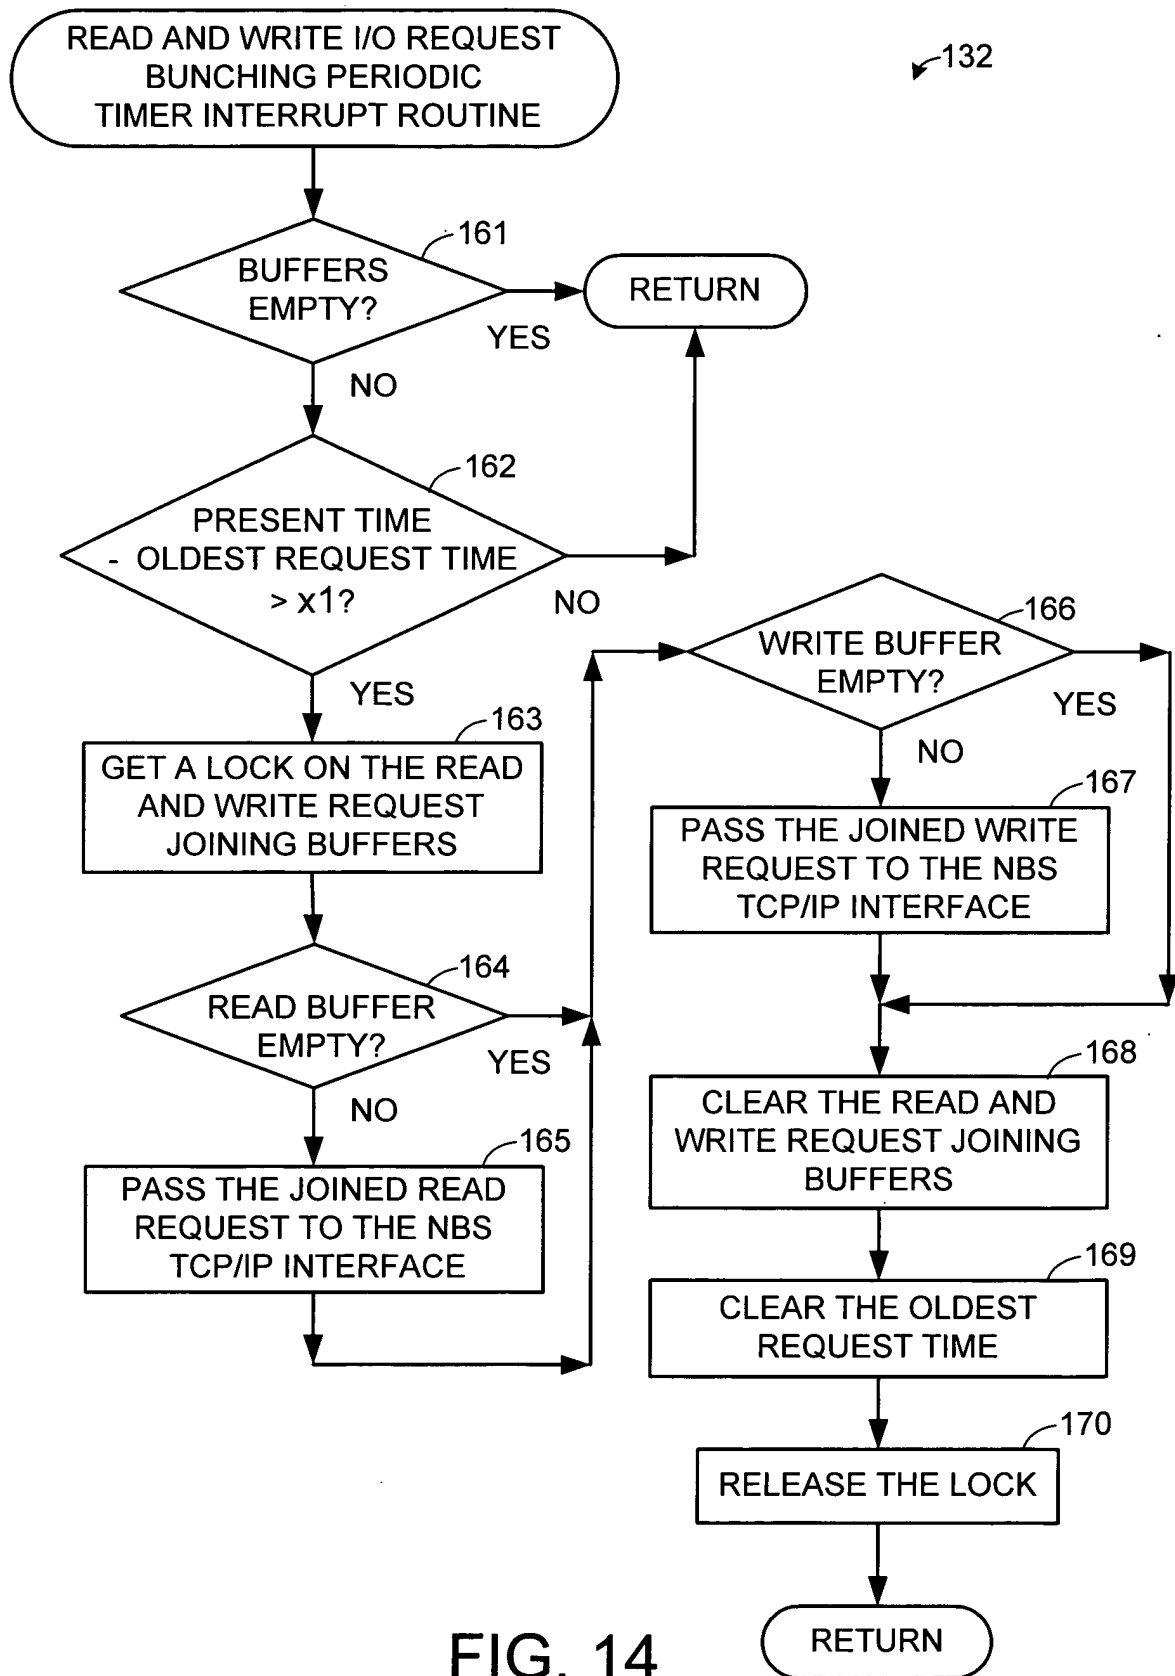 READ AND WRITE I/O REQUEST
BUNCHING PERIODIC
TIMER INTERRUPT ROUTINE
132
161
BUFFERS
EMPTY?
YES
NO
RETURN
162
PRESENT TIME
- OLDEST REQUEST TIME
> x1?
NO
YES
163
GET A LOCK ON THE READ
AND WRITE REQUEST
JOINING BUFFERS
164
READ BUFFER
EMPTY?
YES
NO
165
PASS THE JOINED READ
REQUEST TO THE NBS
TCP/IP INTERFACE
166
WRITE BUFFER
EMPTY?
YES
NO
167
PASS THE JOINED WRITE
REQUEST TO THE NBS
TCP/IP INTERFACE
168
CLEAR THE READ AND
WRITE REQUEST JOINING
BUFFERS
169
CLEAR THE OLDEST
REQUEST TIME
170
RELEASE THE LOCK
RETURN
FIG. 14